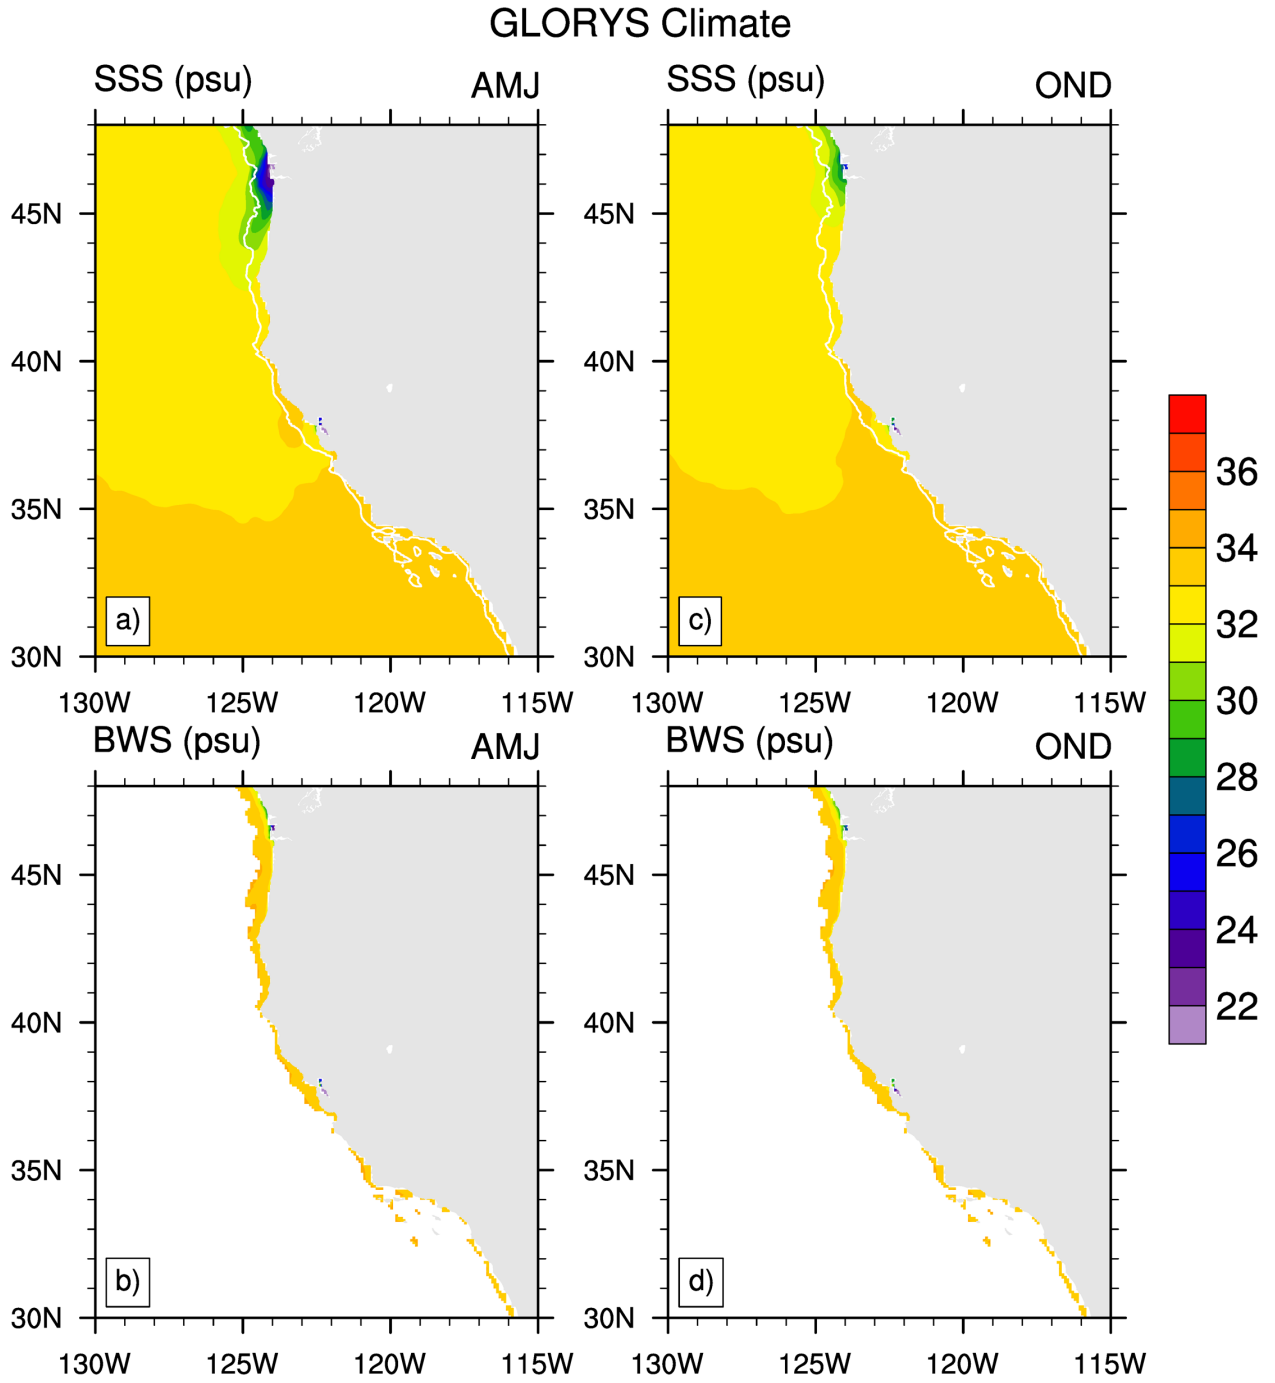 GLORYS Climate
SSS (psu) AMJ
45N
40N
35N
30N
a)
130W 125W 120W 115W
SSS (psu) OND
45N
40N
35N
30N
c)
130W 125W 120W 115W
BWS (psu) AMJ
45N
40N
35N
30N
b)
130W 125W 120W 115W
BWS (psu) OND
45N
40N
35N
30N
d)
130W 125W 120W 115W
36
34
32
30
28
26
24
22